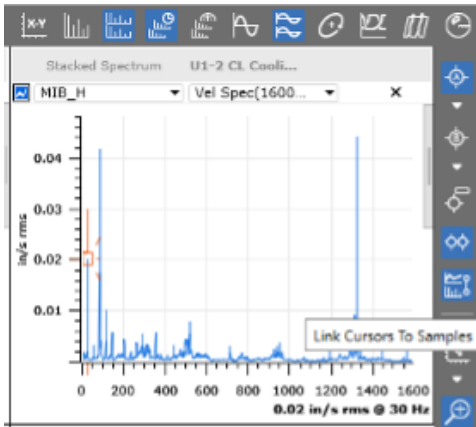 X-Y
Stacked Spectrum U1-2 CL Cooli...
MIB_H Vel Spec(1600...
0.04
0.03
in/s rms
0.02
0.01
Link Cursors To Samples
0 200 400 600 800 1000 1200 1400 1600
0.02 in/s rms @ 30 Hz